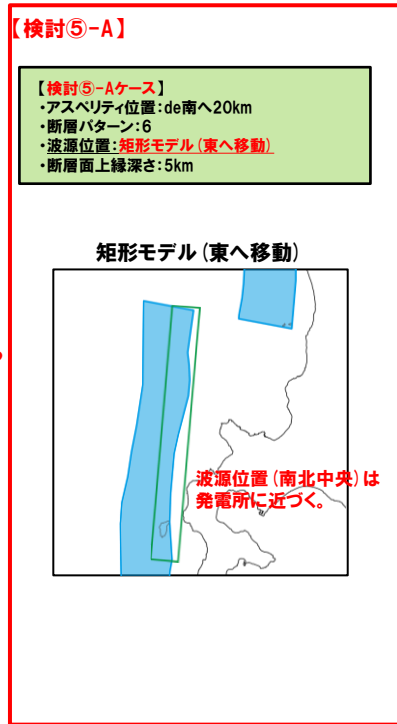 【検討⑤-A】
【検討⑤-Aケース】
・アスペリティ位置:de南へ20km
・断層パターン:6
・波源位置:矩形モデル(東へ移動)
・断層面上縁深さ:5km
矩形モデル(東へ移動)
波源位置(南北中央)は
発電所に近づく。